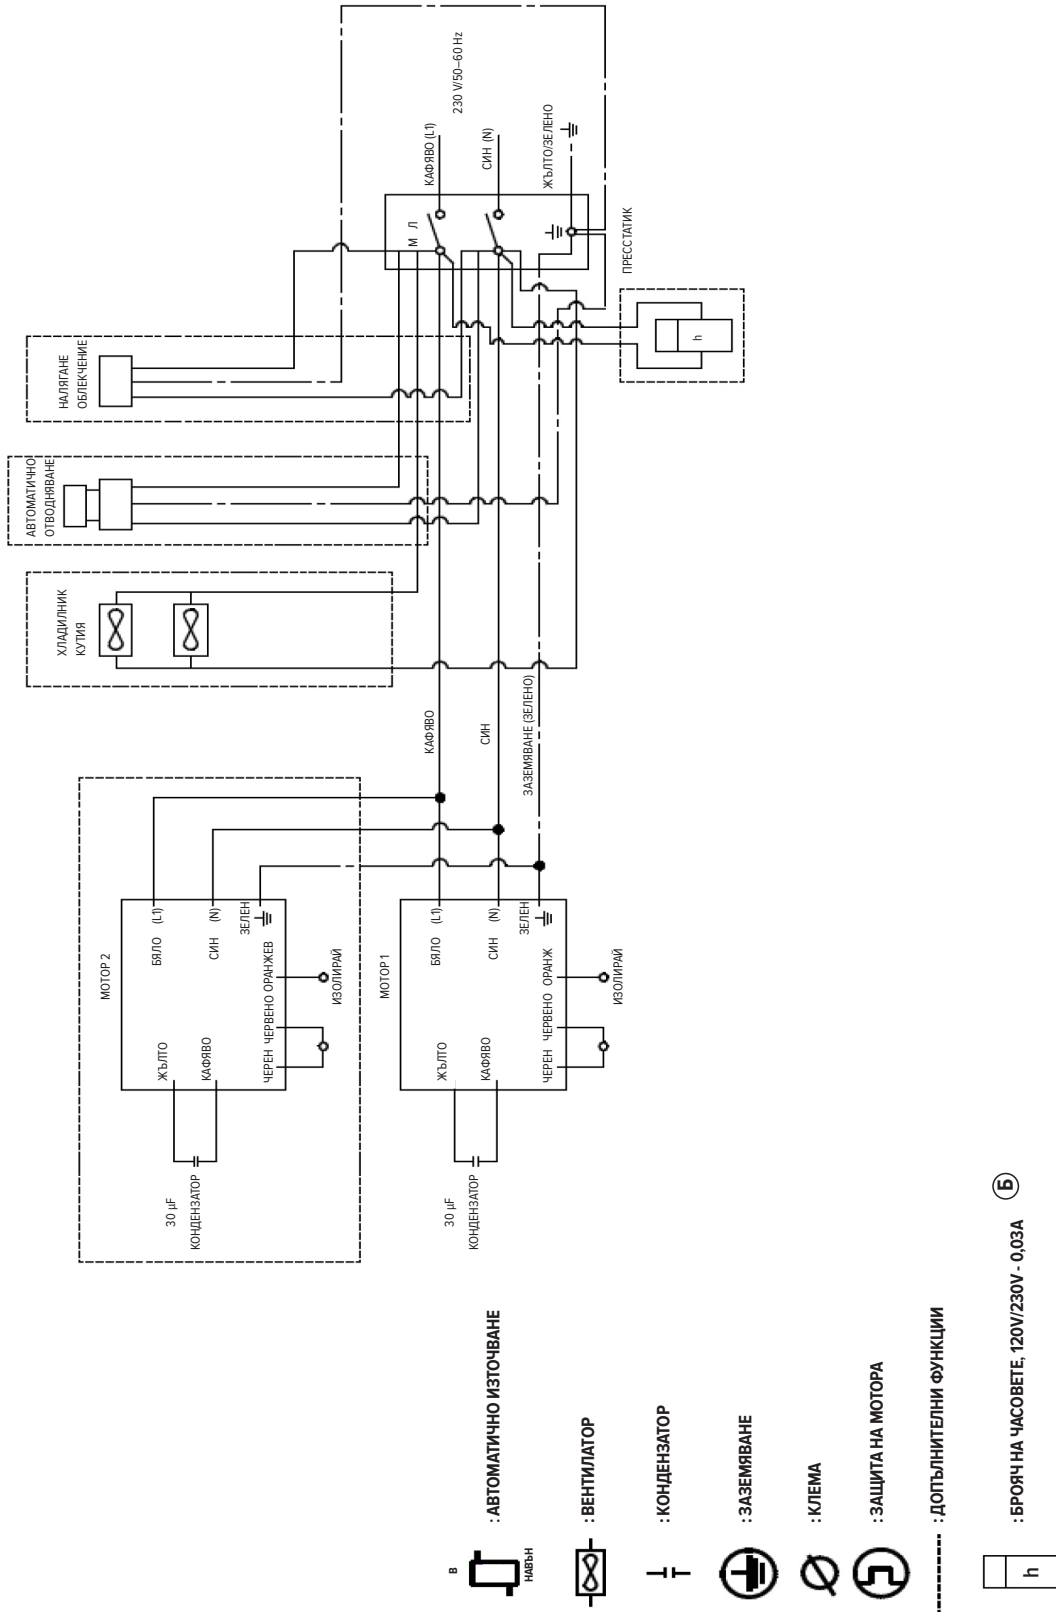 230 V/50–60 Hz
КАФЯВО (L1)
СИН (N)
ЖЪЛТО/ЗЕЛЕНО
М Л
ПРЕССТАТИК
h
НАЛЯГАНЕ
ОБЛЕКЧЕНИЕ
АВТОМАТИЧНО
ОТВОДНЯВАНЕ
ХЛАДИЛНИК
КУТИЯ
КАФЯВО
СИН
ЗАЗЕМЯВАНЕ (ЗЕЛЕНО)
МОТОР 2
БЯЛО (L1)
СИН (N)
ЗЕЛЕН
ЖЪЛТО
КАФЯВО
ЧЕРЕН ЧЕРВЕНО ОРАНЖЕВ
ИЗОЛИРАЙ
30 µF
КОНДЕНЗАТОР
МОТОР 1
БЯЛО (L1)
СИН (N)
ЗЕЛЕН
ЖЪЛТО
КАФЯВО
ЧЕРЕН ЧЕРВЕНО ОРАНЖ
ИЗОЛИРАЙ
30 µF
КОНДЕНЗАТОР
В
НАВЪН
: АВТОМАТИЧНО ИЗТОЧВАНЕ
: ВЕНТИЛАТОР
: КОНДЕНЗАТОР
: ЗАЗЕМЯВАНЕ
: КЛЕМА
: ЗАЩИТА НА МОТОРА
: ДОПЪЛНИТЕЛНИ ФУНКЦИИ
h
: БРОЯЧ НА ЧАСОВЕТЕ, 120V/230V - 0,03A
Б